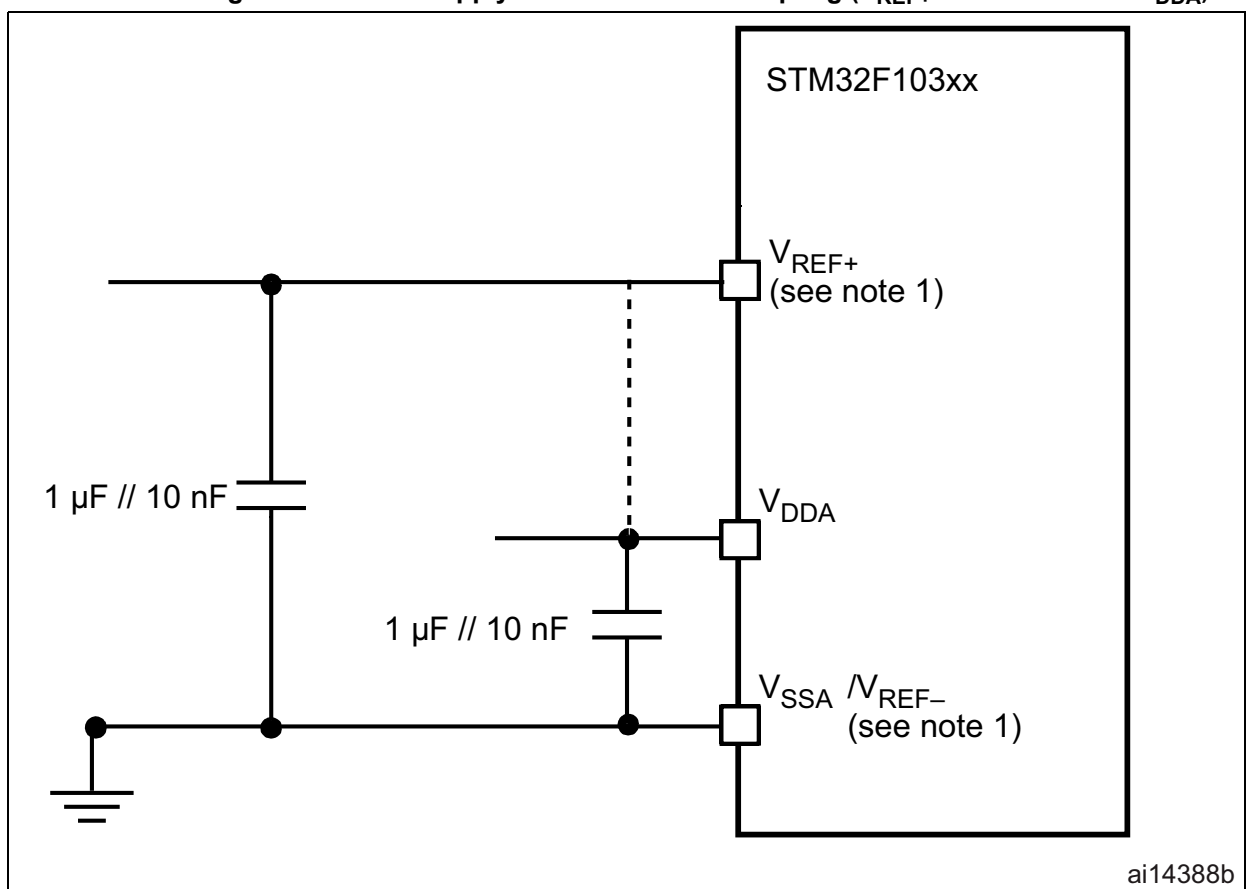 STM32F103xx
VREF+
(see note 1)
1 µF // 10 nF
VDDA
1 µF // 10 nF
VSSA /VREF–
(see note 1)
ai14388b